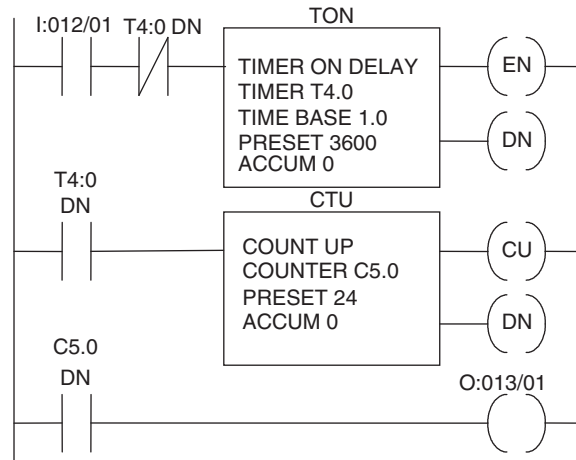 TON
I:012/01 T4:0 DN
TIMER ON DELAY
TIMER T4.0
TIME BASE 1.0
PRESET 3600
ACCUM 0
EN
DN
T4:0
DN
CTU
COUNT UP
COUNTER C5.0
PRESET 24
ACCUM 0
CU
DN
C5.0
DN
O:013/01